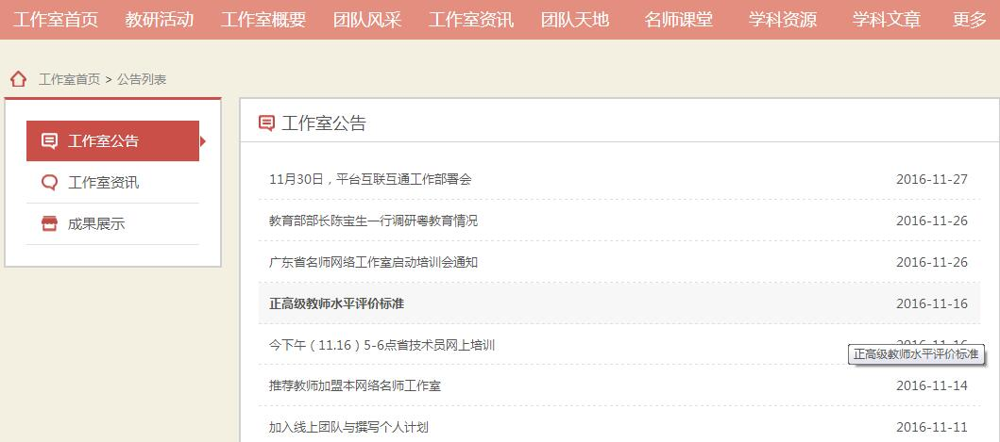 工作室首页 教研活动 工作室概要 团队风采 工作室资讯 团队天地 名师课堂 学科资源 学科文章 更多
工作室首页 > 公告列表
工作室公告
工作室资讯
成果展示
工作室公告
11月30日，平台互联互通工作部署会 2016-11-27
教育部部长陈宝生一行调研粤教育情况 2016-11-26
广东省名师网络工作室启动培训会通知 2016-11-26
正高级教师水平评价标准 2016-11-16
今下午（11.16）5-6点省技术员网上培训 2016-11-16
正高级教师水平评价标准
推荐教师加盟本网络名师工作室 2016-11-14
加入线上团队与撰写个人计划 2016-11-11